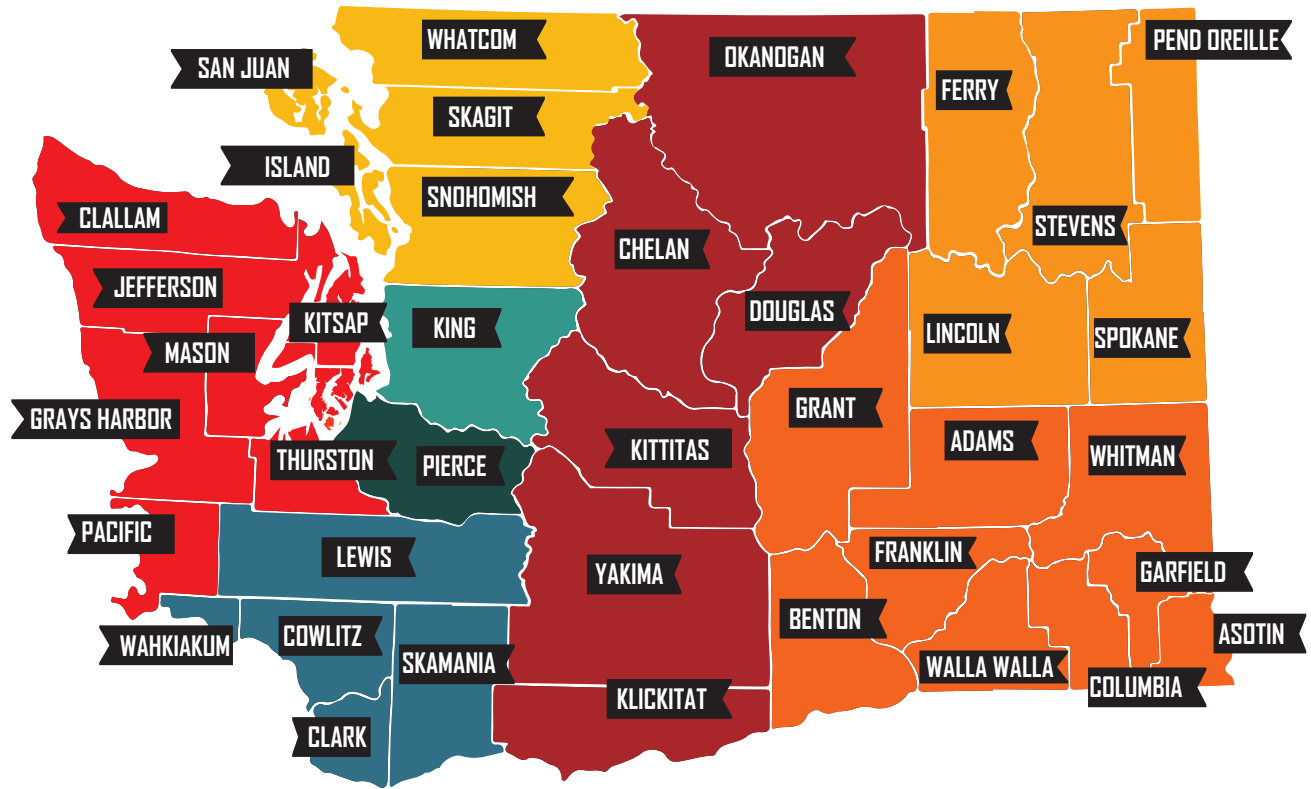 WHATCOM
OKANOGAN
PEND OREILLE
SAN JUAN
FERRY
SKAGIT
ISLAND
SNOHOMISH
CLALLAM
STEVENS
CHELAN
JEFFERSON
DOUGLAS
KITSAP
KING
LINCOLN
SPOKANE
MASON
GRANT
GRAYS HARBOR
ADAMS
KITTITAS
WHITMAN
THURSTON
PIERCE
PACIFIC
FRANKLIN
LEWIS
YAKIMA
GARFIELD
BENTON
ASOTIN
COWLITZ
WAHKIAKUM
SKAMANIA
WALLA WALLA
COLUMBIA
KLICKITAT
CLARK